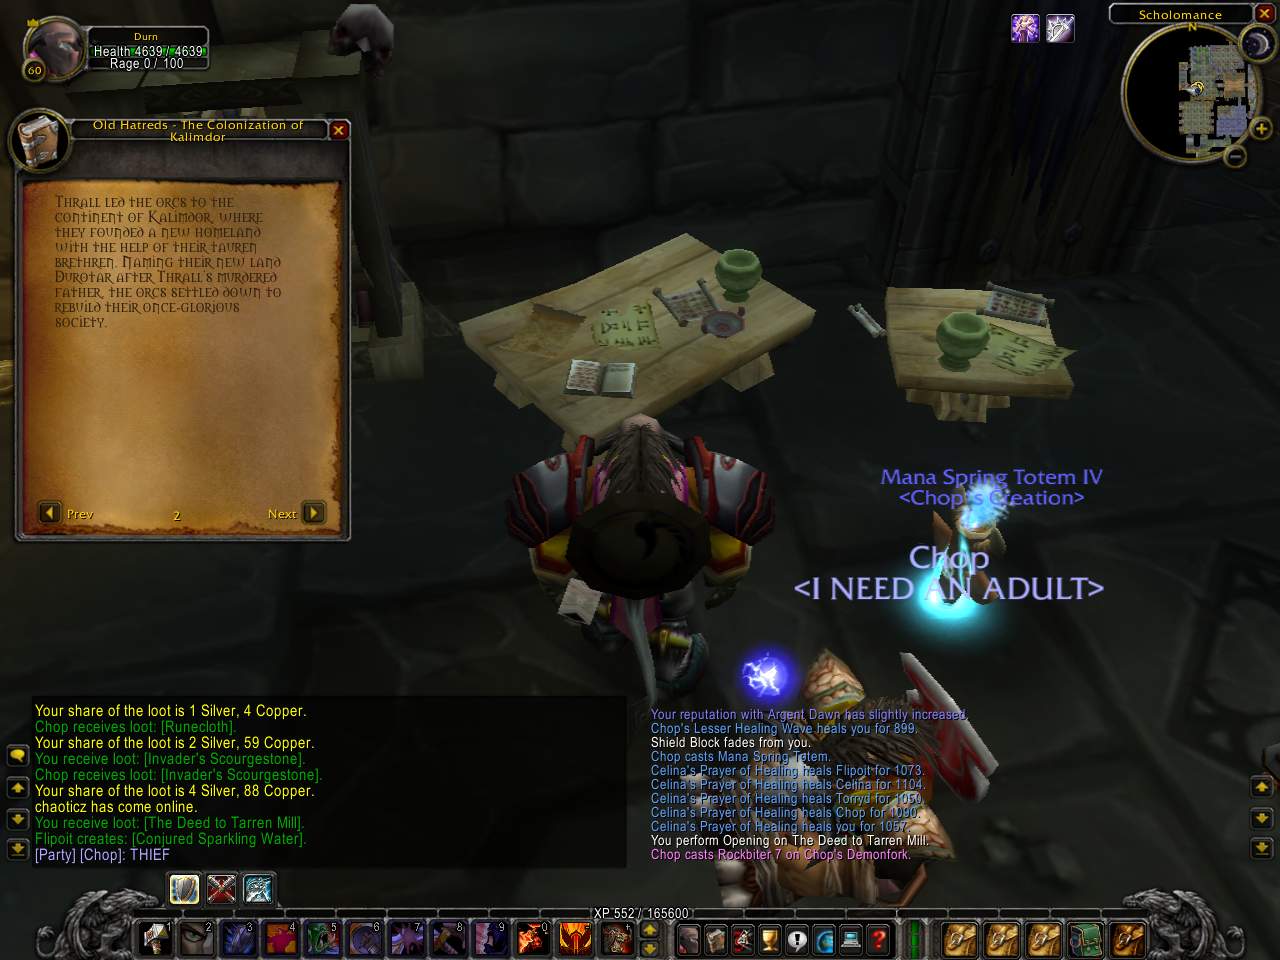 Durn
Health 4639 / 4639
Rage 0 / 100
60
Scholomance
N
Old Hatreds - The Colonization of
Kalimdor
Thrall led the orcs to the
continent of Kalimdor, where
they founded a new homeland
with the help of their tauren
brethren. Naming their new land
Durotar after Thrall's murdered
father, the orcs settled down to
rebuild their once-glorious
society.
Prev
2
Next
Mana Spring Totem IV
<Chop's Creation>
Chop
<I NEED AN ADULT>
Your share of the loot is 1 Silver, 4 Copper.
Chop receives loot: [Runecloth].
Your share of the loot is 2 Silver, 59 Copper.
You receive loot: [Invader's Scourgestone].
Chop receives loot: [Invader's Scourgestone].
Your share of the loot is 4 Silver, 88 Copper.
chaoticz has come online.
You receive loot: [The Deed to Tarren Mill].
Flipoit creates: [Conjured Sparkling Water].
[Party] [Chop]: THIEF
Your reputation with Argent Dawn has slightly increased.
Chop's Lesser Healing Wave heals you for 899.
Shield Block fades from you.
Chop casts Mana Spring Totem.
Celina's Prayer of Healing heals Flipoit for 1073.
Celina's Prayer of Healing heals Celina for 1104.
Celina's Prayer of Healing heals Torryd for 1050.
Celina's Prayer of Healing heals Chop for 1090.
Celina's Prayer of Healing heals you for 1057.
You perform Opening on The Deed to Tarren Mill.
Chop casts Rockbiter 7 on Chop's Demonfork.
XP 552 / 165600
1 2 3 4 5 6 7 8 9 0 - +